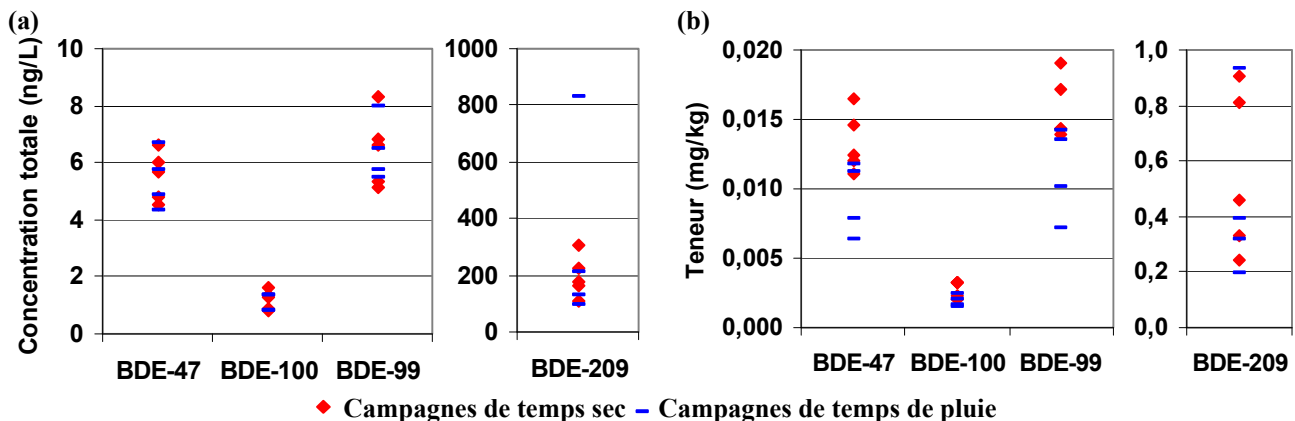 (a)
Concentration totale (ng/L)
10
8
6
4
2
0
BDE-47 BDE-100 BDE-99
1000
800
600
400
200
0
BDE-209
(b)
Teneur (mg/kg)
0,020
0,015
0,010
0,005
0,000
BDE-47 BDE-100 BDE-99
1,0
0,8
0,6
0,4
0,2
0,0
BDE-209
Campagnes de temps sec Campagnes de temps de pluie